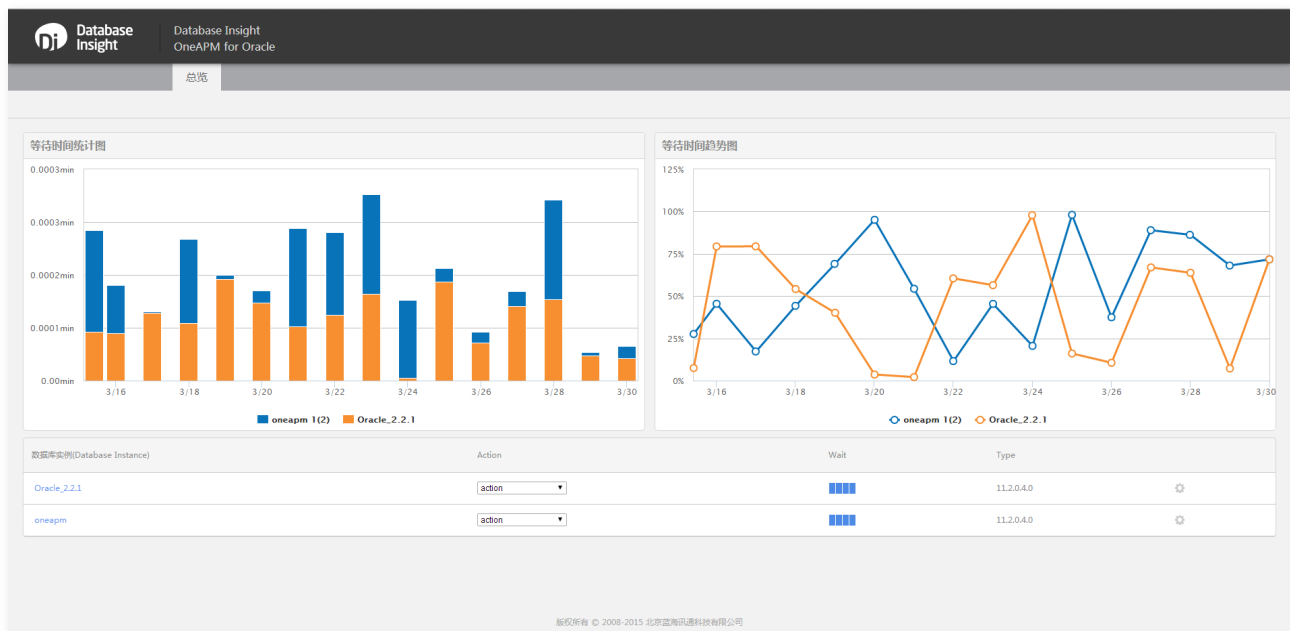 Database
Insight
Database Insight
OneAPM for Oracle
总览
等待时间统计图
0.0003min
0.0003min
0.0002min
0.0001min
0.00min
3/16 3/18 3/20 3/22 3/24 3/26 3/28 3/30
oneapm 1(2) Oracle_2.2.1
等待时间趋势图
125%
100%
75%
50%
25%
0%
3/16 3/18 3/20 3/22 3/24 3/26 3/28 3/30
oneapm 1(2) Oracle_2.2.1
数据库实例(Database Instance) Action Wait Type
Oracle_2.2.1 action 11.2.0.4.0
oneapm action 11.2.0.4.0
版权所有 © 2008-2015 北京蓝海讯通科技有限公司